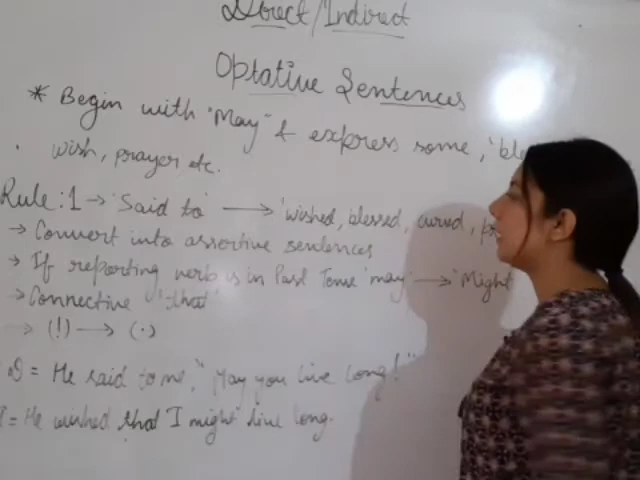 Direct/Indirect
Optative Sentences
* Begin with "May" & express some, 'ble
wish, prayer etc.
Rule: 1 → 'Said to' → 'wished, blessed, cursed, p
→ Convert into assertive sentences
→ If reporting verb is in Past Tense 'may' → 'Might
→ Connective 'that'
→ (!) → (.)
D = He said to me, "May you live long!"
I = He wished that I might live long.